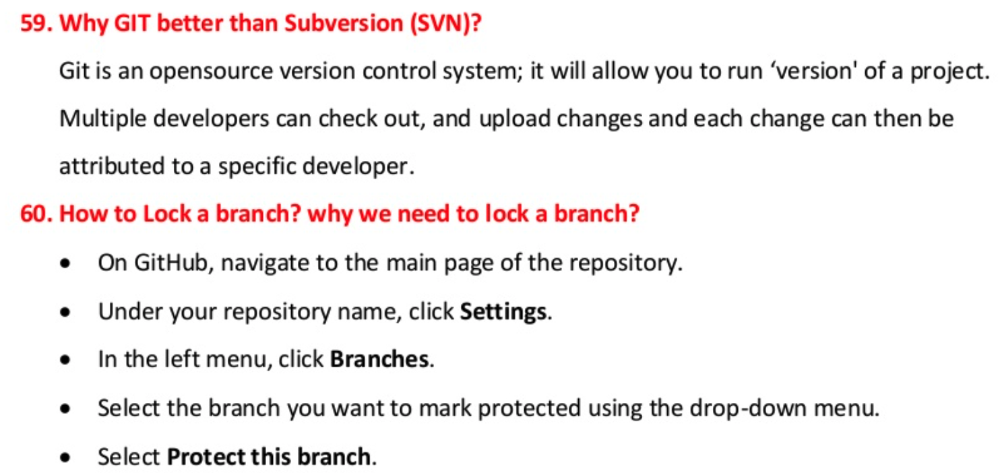 59. Why GIT better than Subversion (SVN)?
Git is an opensource version control system; it will allow you to run ‘version' of a project.
Multiple developers can check out, and upload changes and each change can then be
attributed to a specific developer.
60. How to Lock a branch? why we need to lock a branch?
• On GitHub, navigate to the main page of the repository.
• Under your repository name, click Settings.
• In the left menu, click Branches.
• Select the branch you want to mark protected using the drop-down menu.
• Select Protect this branch.